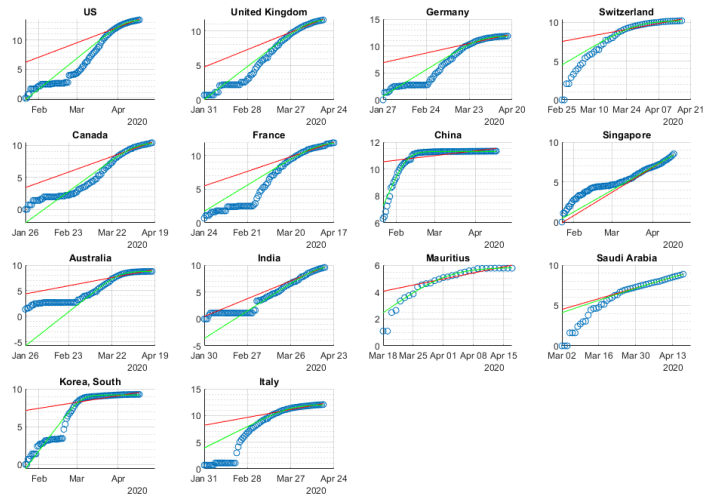 US
10
5
0
Feb Mar Apr
2020
United Kingdom
10
5
0
Jan 31 Feb 28 Mar 27 Apr 24
2020
Germany
15
10
5
0
Jan 27 Feb 24 Mar 23 Apr 20
2020
Switzerland
10
5
0
Feb 25 Mar 10 Mar 24 Apr 07 Apr 21
2020
Canada
10
5
0
Jan 26 Feb 23 Mar 22 Apr 19
2020
France
10
5
0
Jan 24 Feb 21 Mar 20 Apr 17
2020
China
12
10
8
6
Feb Mar Apr
2020
Singapore
10
5
0
Feb Mar Apr
2020
Australia
10
5
0
-5
Jan 26 Feb 23 Mar 22 Apr 19
2020
India
10
5
0
-5
Jan 30 Feb 27 Mar 26 Apr 23
2020
Mauritius
6
4
2
0
Mar 18 Mar 25 Apr 01 Apr 08 Apr 15
2020
Saudi Arabia
10
5
0
Mar 02 Mar 16 Mar 30 Apr 13
2020
Korea, South
10
5
0
Feb Mar Apr
2020
Italy
15
10
5
0
Jan 31 Feb 28 Mar 27 Apr 24
2020